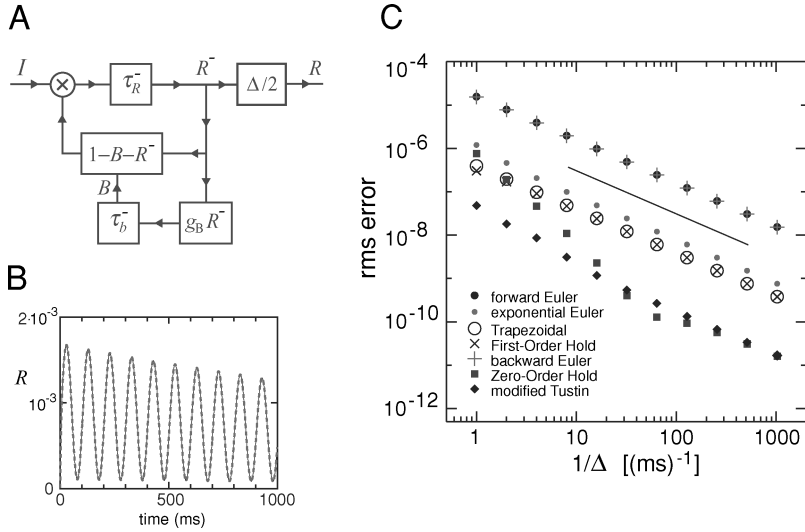 A
I
×
τ_R^-
R^-
Δ/2
R
1–B–R^-
B
τ_b^-
g_B R^-
B
2·10^-3
R
10^-3
0
0
500
1000
time (ms)
C
10^-4
10^-6
10^-8
10^-10
10^-12
rms error
forward Euler
exponential Euler
Trapezoidal
First-Order Hold
backward Euler
Zero-Order Hold
modified Tustin
1
10
100
1000
1/Δ [(ms)^-1]